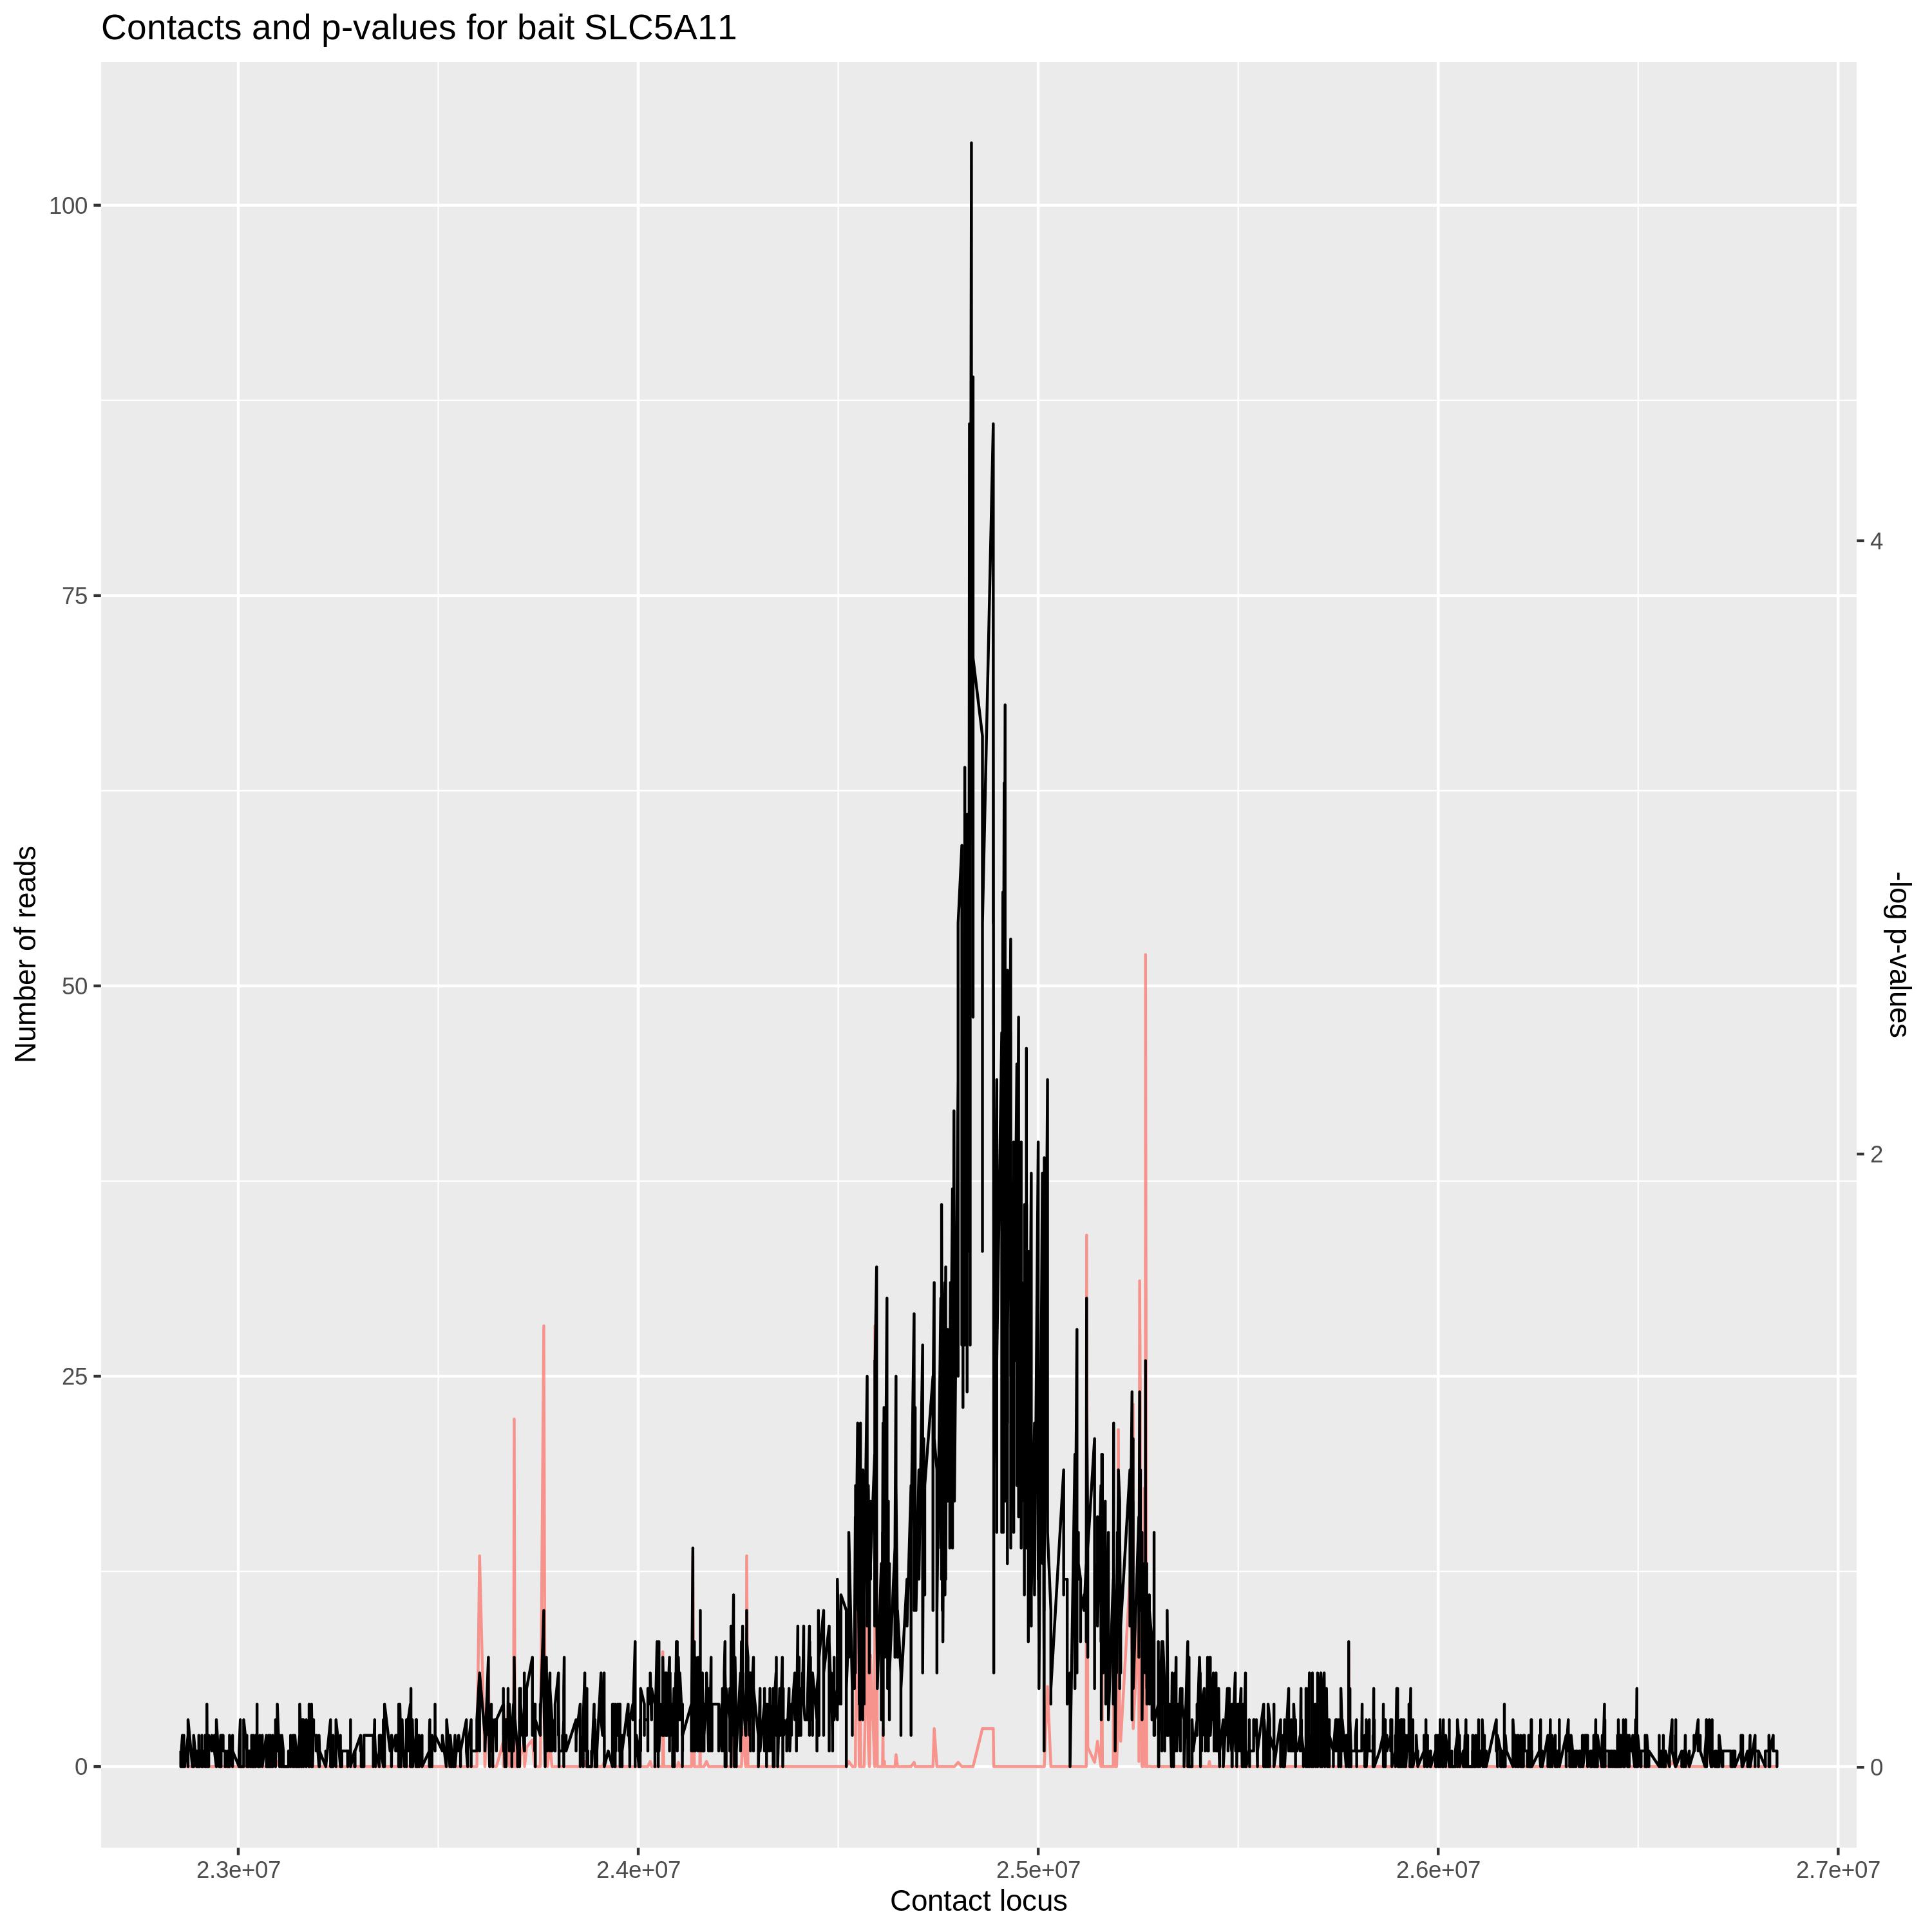 Contacts and p-values for bait SLC5A11
100
75
50
25
0
Number of reads
4
2
0
-log p-values
2.3e+07
2.4e+07
2.5e+07
2.6e+07
2.7e+07
Contact locus